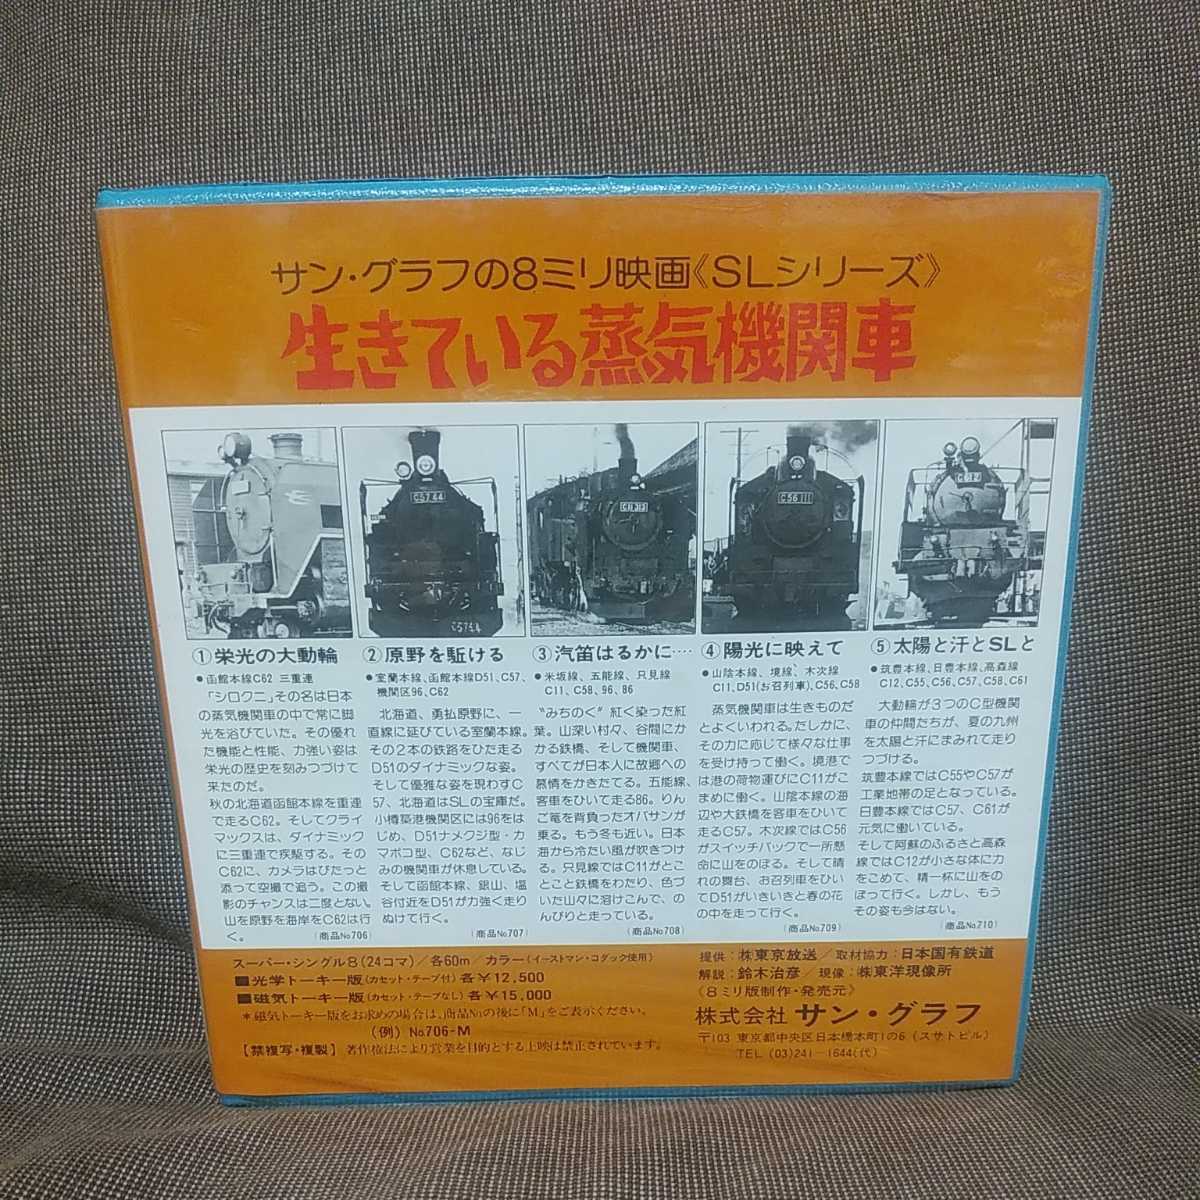 サン・グラフの8ミリ映画《SLシリーズ》
生きている蒸気機関車
C57 44
C5744
C11 313
C56 111
①栄光の大動輪
●函館本線C62 三重連
「シロクニ」その名は日本
の蒸気機関車の中で常に脚
光を浴びていた。その優れ
た機能と性能、力強い姿は
栄光の歴史を刻みつづけて
来たのだ。
秋の北海道函館本線を重連
で走るC62。そしてクライ
マックスは、ダイナミック
に三重連で疾駆する。その
C62に、カメラはぴたっと
添って空撮で追う。この撮
影のチャンスは二度とない。
山を原野を海岸をC62は行
く。
(商品No706)
②原野を駈ける
●室蘭本線、函館本線D51、C57、
機関区96、C62
北海道、勇払原野に、一
直線に延びている室蘭本線。
その2本の鉄路をひた走る
D51のダイナミックな姿。
そして優雅な姿を現わすC
57、北海道はSLの宝庫だ。
小樽築港機関区には96をは
じめ、D51ナメクジ型・カ
マボコ型、C62など、なじ
みの機関車が休息している。
そして函館本線、銀山、塩
谷付近をD51が力強く走り
ぬけて行く。
(商品No707)
③汽笛はるかに‥‥
●米坂線、五能線、只見線
C11、C58、96、86
“みちのく”紅く染った紅
葉。山深い村々、谷間にか
かる鉄橋、そして機関車、
すべてが日本人に故郷への
慕情をかきたてる。五能線、
客車をひいて走る86。りん
ご篭を背負ったオバサンが
乗る。もう冬も近い。日本
海から冷たい風が吹きつけ
る。只見線ではC11がとこ
とこと鉄橋をわたり、色づ
いた山々に溶けこんで、の
んびりと走っている。
(商品No708)
④陽光に映えて
●山陰本線、境線、木次線
C11、D51(お召列車)、C56、C58
蒸気機関車は生きものだ
とよくいわれる。だしかに、
その力に応じて様々な仕事
を受け持って働く。境港で
は港の荷物運びにC11がこ
まめに働く。山陰本線の海
辺や大鉄橋を客車をひいて
走るC57。木次線ではC56
がスイッチバックで一所懸
命に山をのぼる。そして晴
れの舞台、お召列車をひい
てD51がいきいきと春の花
の中を走って行く。
(商品No709)
⑤太陽と汗とSLと
●筑豊本線、日豊本線、高森線
C12、C55、C56、C57、C58、C61
大動輪が3つのC型機関
車の仲間たちが、夏の九州
を太陽と汗にまみれて走り
つづける。
筑豊本線ではC55やC57が
工業地帯の足となっている。
日豊本線ではC57、C61が
元気に働いている。
そして阿蘇のふるさと高森
線ではC12が小さな体に力
をこめて、精一杯に山をの
ぼって行く。しかし、もう
その姿も今はない。
(商品No710)
スーパー・シングル8(24コマ)／各60m／カラー(イーストマン・コダック使用)
■光学トーキー版(カセット・テープ付)各￥12,500
■磁気トーキー版(カセット・テープなし)各￥15,000
＊磁気トーキー版をお求めの場合は、商品Noの後に「M」をご表示ください。
(例) No706-M
【禁複写・複製】著作権法により営業を目的とする上映は禁止されています。
提供：㈱東京放送／取材協力：日本国有鉄道
解説：鈴木治彦／現像：㈱東洋現像所
《8ミリ版制作・発売元》
株式会社 サン・グラフ
〒103 東京都中央区日本橋本町1の6(スサトビル)
TEL (03)241-1644(代)